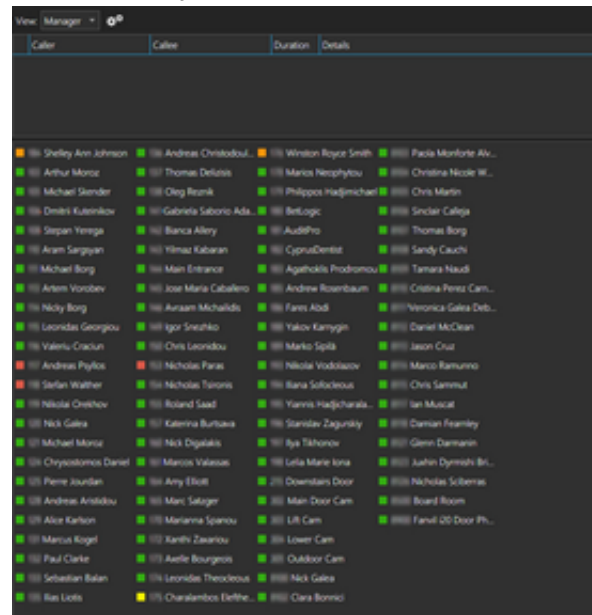 View: Manager
Caller Callee Duration Details
Shelley Ann Johnson Andreas Christodoul... Winston Royce Smith Paola Monforte Alv...
Arthur Moroz Thomas Delizisis Marios Neophytou Christina Nicole W...
Michael Skender Oleg Reznik Philippos Hadjimichael Chris Martin
Dmitrii Kuteinikov Gabriela Saborio Ada... BetLogic Sinclair Calleja
Stepan Yerega Bianca Allery AuditPro Thomas Borg
Aram Sargsyan Yilmaz Kabaran CyprusDentist Sandy Cauchi
Michael Borg Main Entrance Agathoklis Prodromou Tamara Naudi
Artem Vorobev Jose Maria Caballero Andrew Rosenbaum Cristina Perez Carn...
Nicky Borg Avraam Michailidis Fares Abdi Veronica Galea Deb...
Leonidas Georgiou Igor Snezhko Yakov Karnygin Daniel McClean
Valeriu Craciun Chris Leonidou Marko Sipilä Jason Cruz
Andreas Psyllos Nicholas Paras Nikolai Vodolazov Marco Ramunno
Stefan Walther Nicholas Tsironis Iliana Sofocleous Chris Sammut
Nikolai Orekhov Roland Saad Yiannis Hadjicharala... Ian Muscat
Nick Galea Katerina Burtsava Stanislav Zagurskiy Damian Fearnley
Michael Moroz Nick Digalakis Ilya Tikhonov Glenn Darmanin
Chrysostomos Daniel Marcos Valassas Leila Marie Iona Juxhin Dyrmishi Bri...
Pierre Jourdan Amy Elliott Downstairs Door Nicholas Sciberras
Andreas Aristidou Marc Salzger Main Door Cam Board Room
Alice Karlson Marianna Spanou Lift Cam Fanvil i20 Door Ph...
Marcus Kogel Xanthi Zavariou Lower Cam
Paul Clarke Axelle Bourgeois Outdoor Cam
Sebastian Balan Leonidas Theocleous Nick Galea
Ilias Liotis Charalambos Elefthe... Clara Bonnici